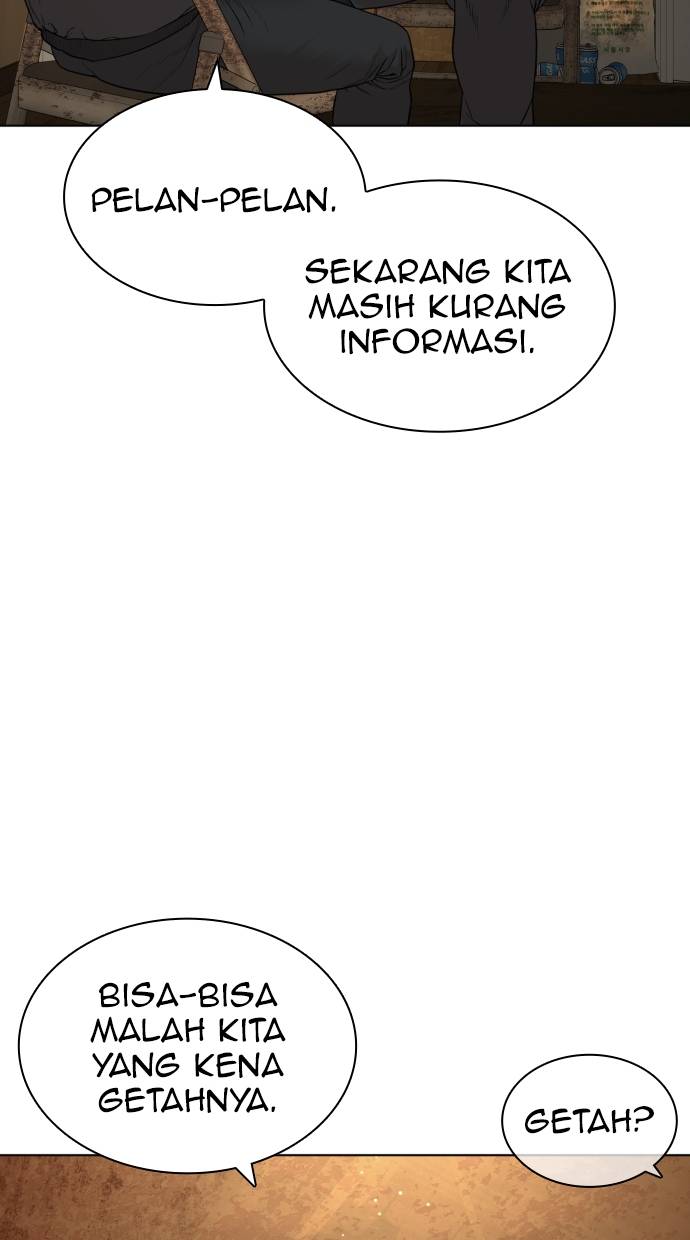 PELAN-PELAN.
SEKARANG KITA
MASIH KURANG
INFORMASI.
BISA-BISA
MALAH KITA
YANG KENA
GETAHNYA.
GETAH?